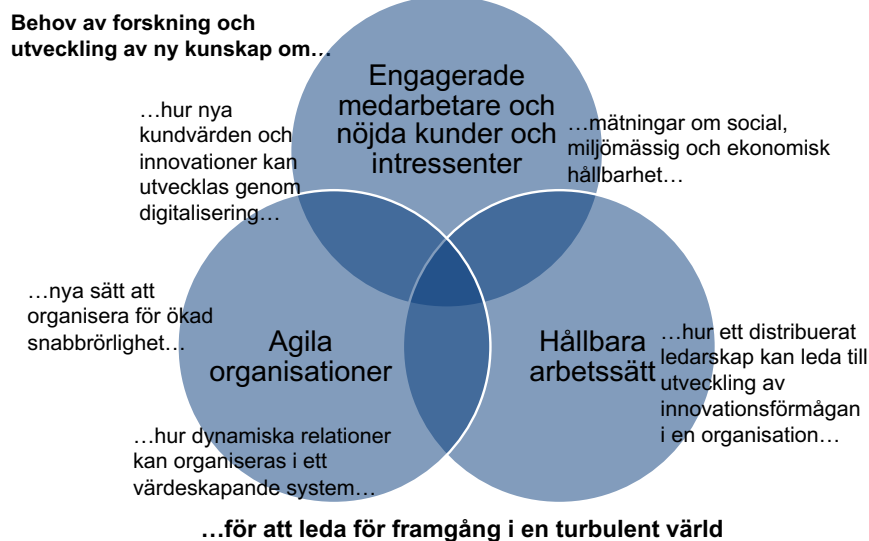 Behov av forskning och
utveckling av ny kunskap om…
Engagerade
medarbetare och
nöjda kunder och
intressenter
…hur nya
kundvärden och
innovationer kan
utvecklas genom
digitalisering…
…mätningar om social,
miljömässig och ekonomisk
hållbarhet…
…nya sätt att
organisera för ökad
snabbrörlighet…
Agila
organisationer
Hållbara
arbetssätt
…hur ett distribuerat
ledarskap kan leda till
utveckling av
innovationsförmågan
i en organisation…
…hur dynamiska relationer
kan organiseras i ett
värdeskapande system…
…för att leda för framgång i en turbulent värld